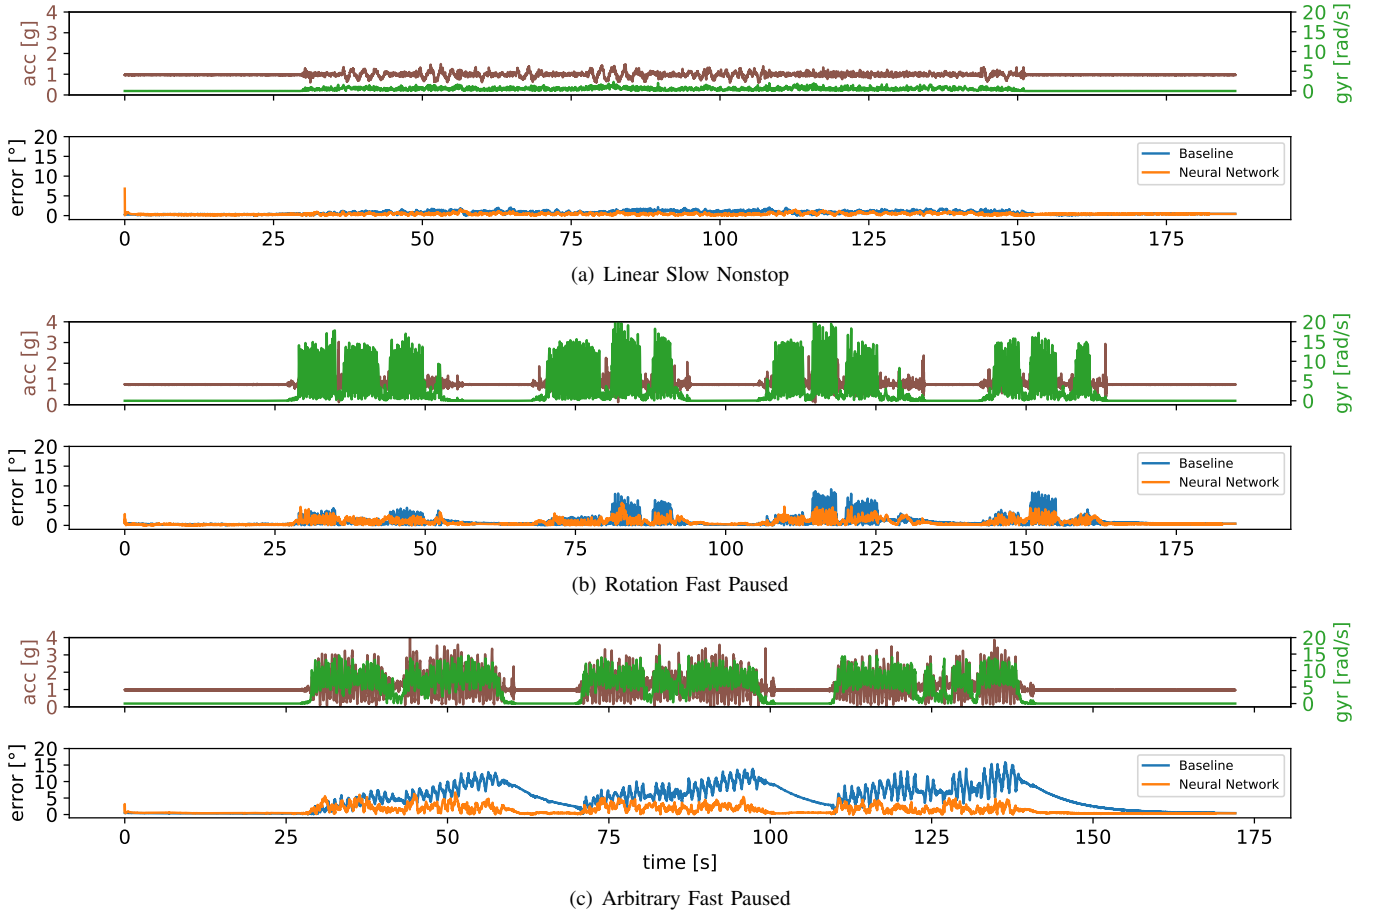 4
3
2
1
0
acc [g]
20
15
10
5
0
gyr [rad/s]
20
15
10
5
0
error [°]
Baseline
Neural Network
0 25 50 75 100 125 150 175
(a) Linear Slow Nonstop
4
3
2
1
0
acc [g]
20
15
10
5
0
gyr [rad/s]
20
15
10
5
0
error [°]
Baseline
Neural Network
0 25 50 75 100 125 150 175
(b) Rotation Fast Paused
4
3
2
1
0
acc [g]
20
15
10
5
0
gyr [rad/s]
20
15
10
5
0
error [°]
Baseline
Neural Network
0 25 50 75 100 125 150 175
time [s]
(c) Arbitrary Fast Paused